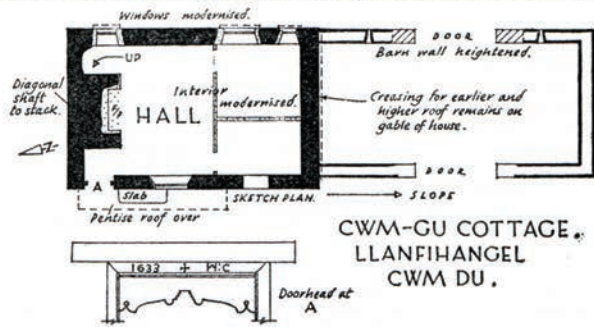 Windows modernised.
DOOR
Barn wall heightened.
UP
Diagonal
shaft
to stack.
Interior
modernised.
HALL
F/p
Creasing for earlier and
higher roof remains on
gable of house.
Z
A
Slab
SKETCH PLAN.
DOOR
SLOPE
Pentise roof over
CWM-GU COTTAGE.
LLANFIHANGEL
CWM DU.
1633 + W:C
Doorhead at
A